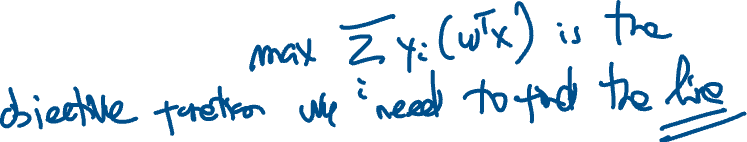 max Σ yᵢ (wᵀx) is the
i
objective function we need to find the line